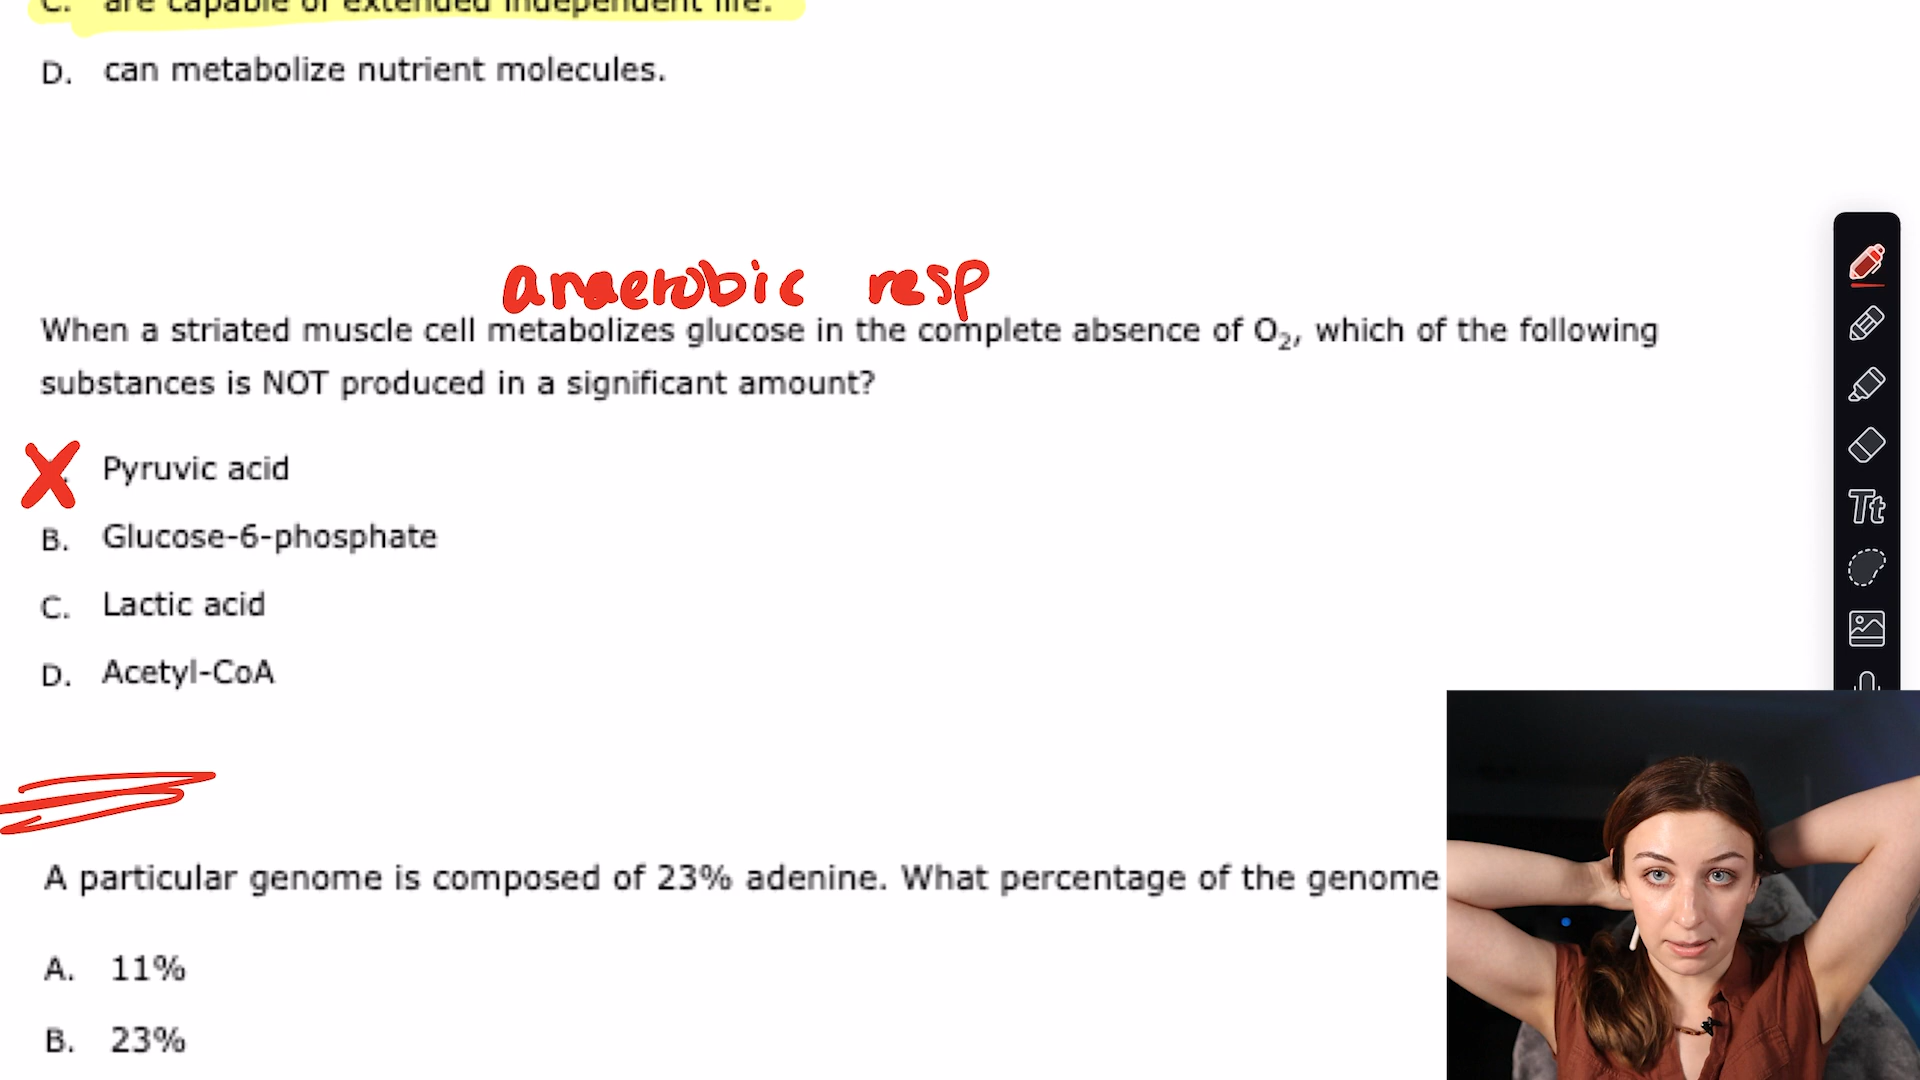 C. are capable of extended independent life.
D. can metabolize nutrient molecules.
anaerobic resp
When a striated muscle cell metabolizes glucose in the complete absence of O₂, which of the following
substances is NOT produced in a significant amount?
X Pyruvic acid
B. Glucose-6-phosphate
C. Lactic acid
D. Acetyl-CoA
A particular genome is composed of 23% adenine. What percentage of the genome
A. 11%
B. 23%
Tt